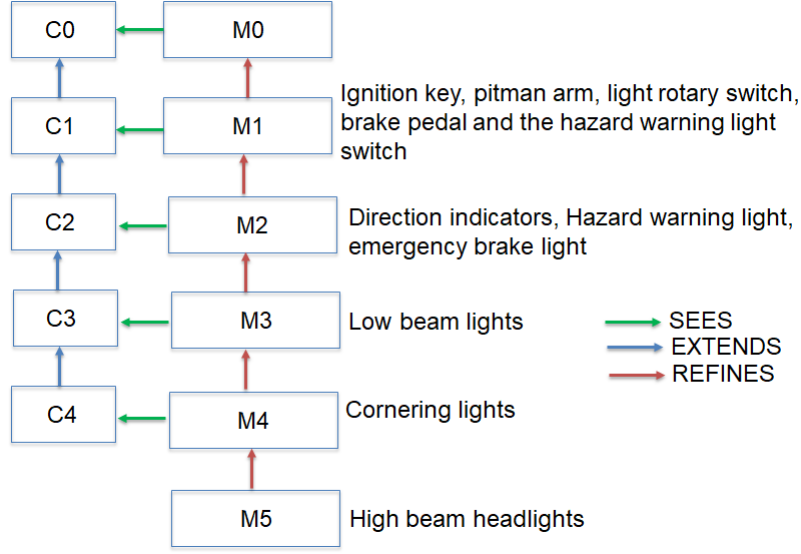 C0
M0
C1
M1
Ignition key, pitman arm, light rotary switch,
brake pedal and the hazard warning light
switch
C2
M2
Direction indicators, Hazard warning light,
emergency brake light
C3
M3
Low beam lights
SEES
EXTENDS
REFINES
C4
M4
Cornering lights
M5
High beam headlights